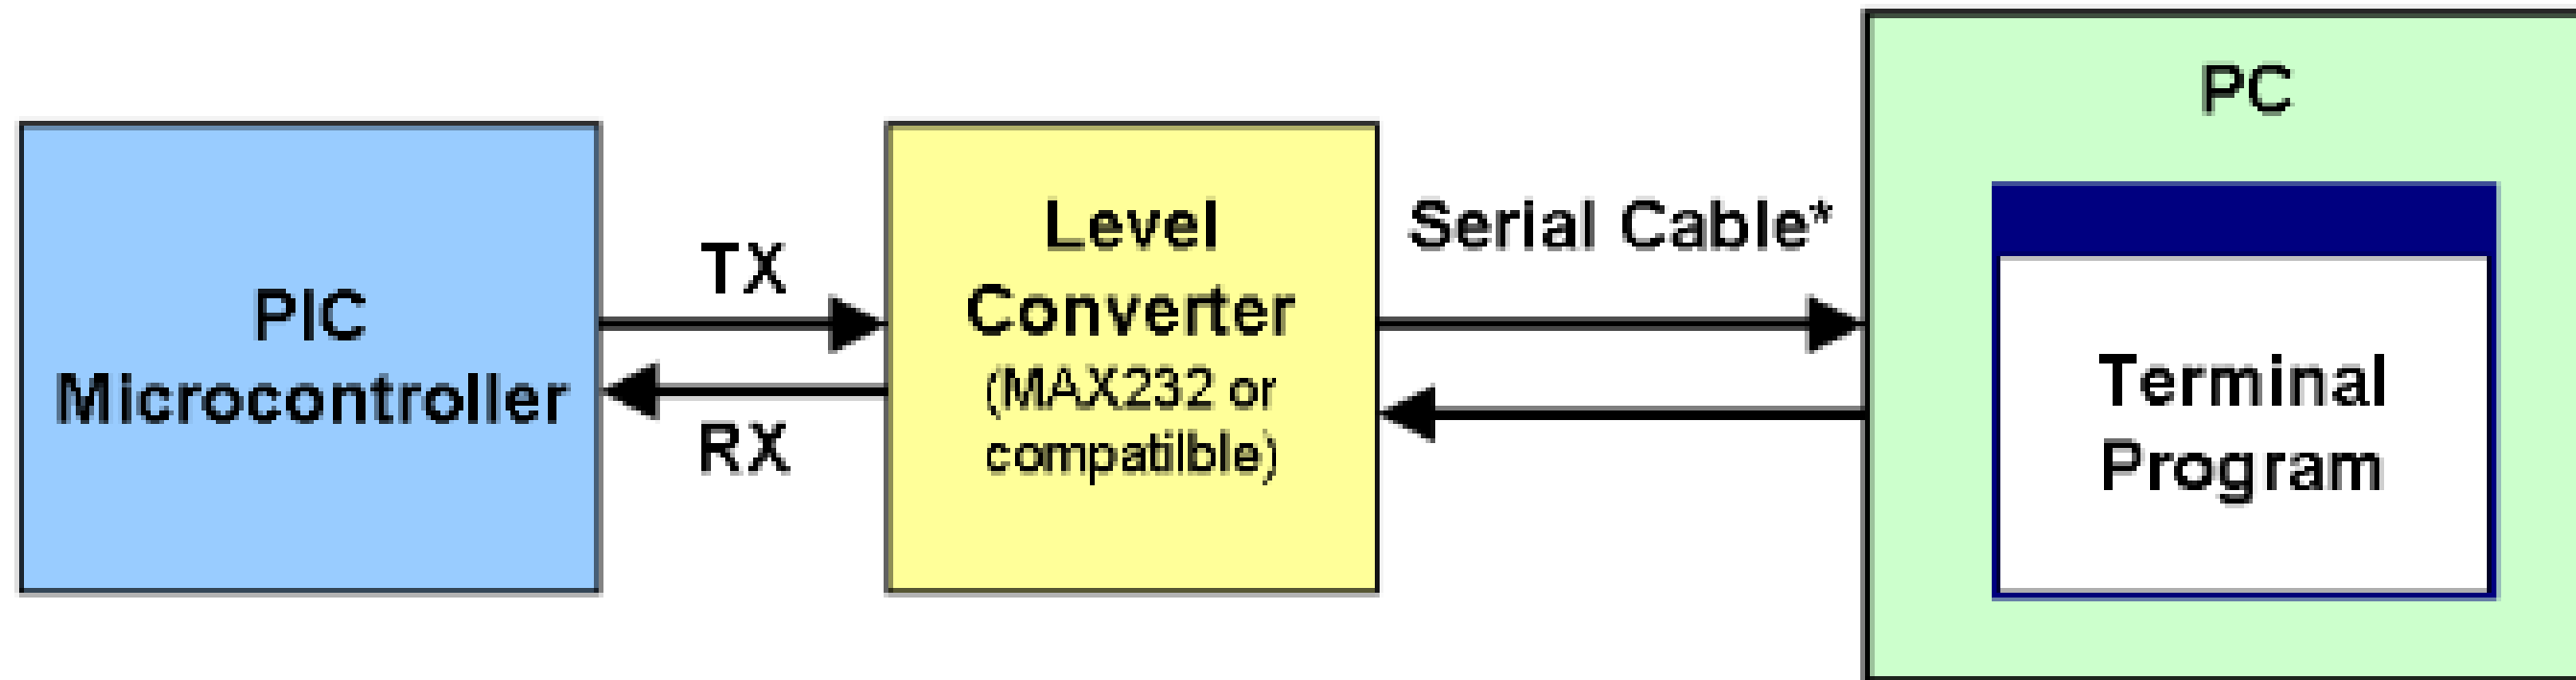 PIC
Microcontroller
TX
RX
Level
Converter
(MAX232 or
compatilble)
Serial Cable*
PC
Terminal
Program